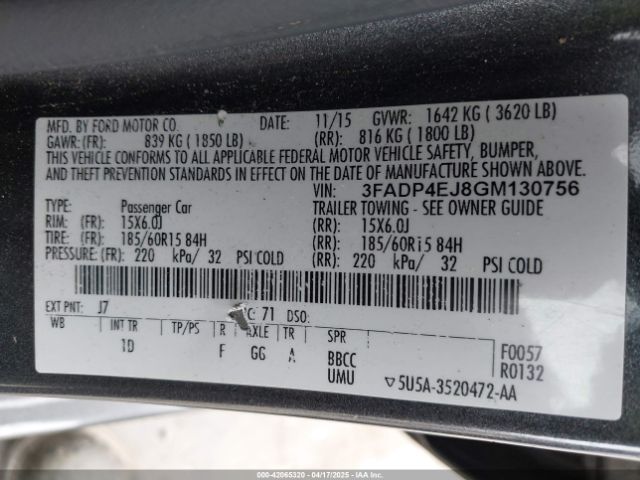 MFD. BY FORD MOTOR CO. DATE: 11/15 GVWR: 1642 KG ( 3620 LB)
GAWR: (FR): 839 KG ( 1850 LB) (RR): 816 KG ( 1800 LB)
THIS VEHICLE CONFORMS TO ALL APPLICABLE FEDERAL MOTOR VEHICLE SAFETY, BUMPER,
AND THEFT PREVENTION STANDARDS IN EFFECT ON THE DATE OF MANUFACTURE SHOWN ABOVE.
VIN: 3FADP4EJ8GM130756
TYPE: Passenger Car TRAILER TOWING - SEE OWNER GUIDE
RIM: (FR) 15X6.0J (RR): 15X6.0J
TIRE: (FR): 185/60R15 84H (RR): 185/60R15 84H
PRESSURE: (FR): 220 kPa/ 32 PSI COLD (RR): 220 kPa/ 32 PSI COLD
EXT PNT: J7 71 DSO:
WB INT TR TP/PS R AXLE TR SPR F0057
1D F GG A BBCC R0132
UMU 5U5A-3520472-AA
000-42065320 04/17/2025 IAA INC. COPART